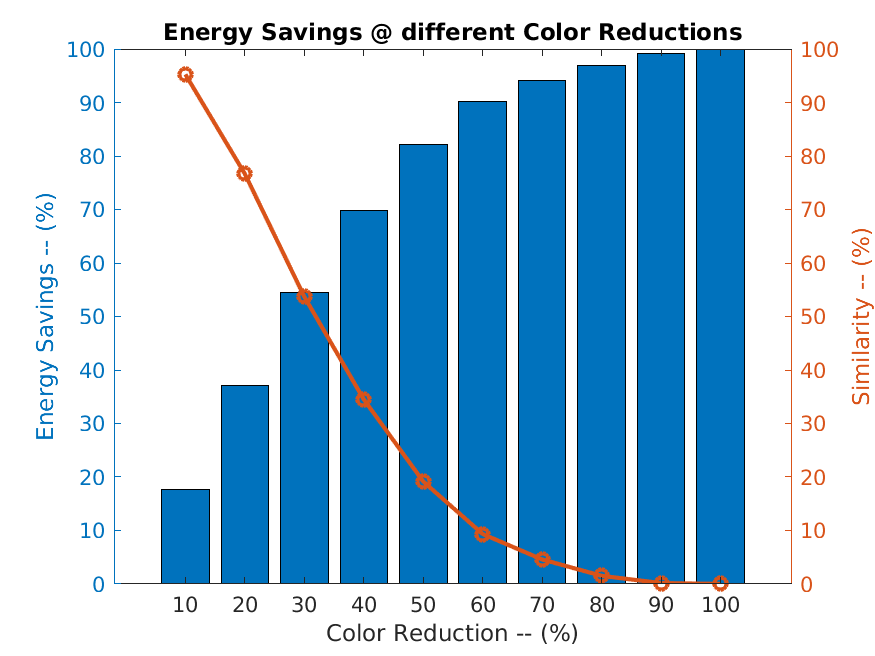 Energy Savings @ different Color Reductions
100 100
90 90
80 80
70 70
60 60
50 50
40 40
30 30
20 20
10 10
0 0
Energy Savings -- (%)
Similarity -- (%)
10 20 30 40 50 60 70 80 90 100
Color Reduction -- (%)